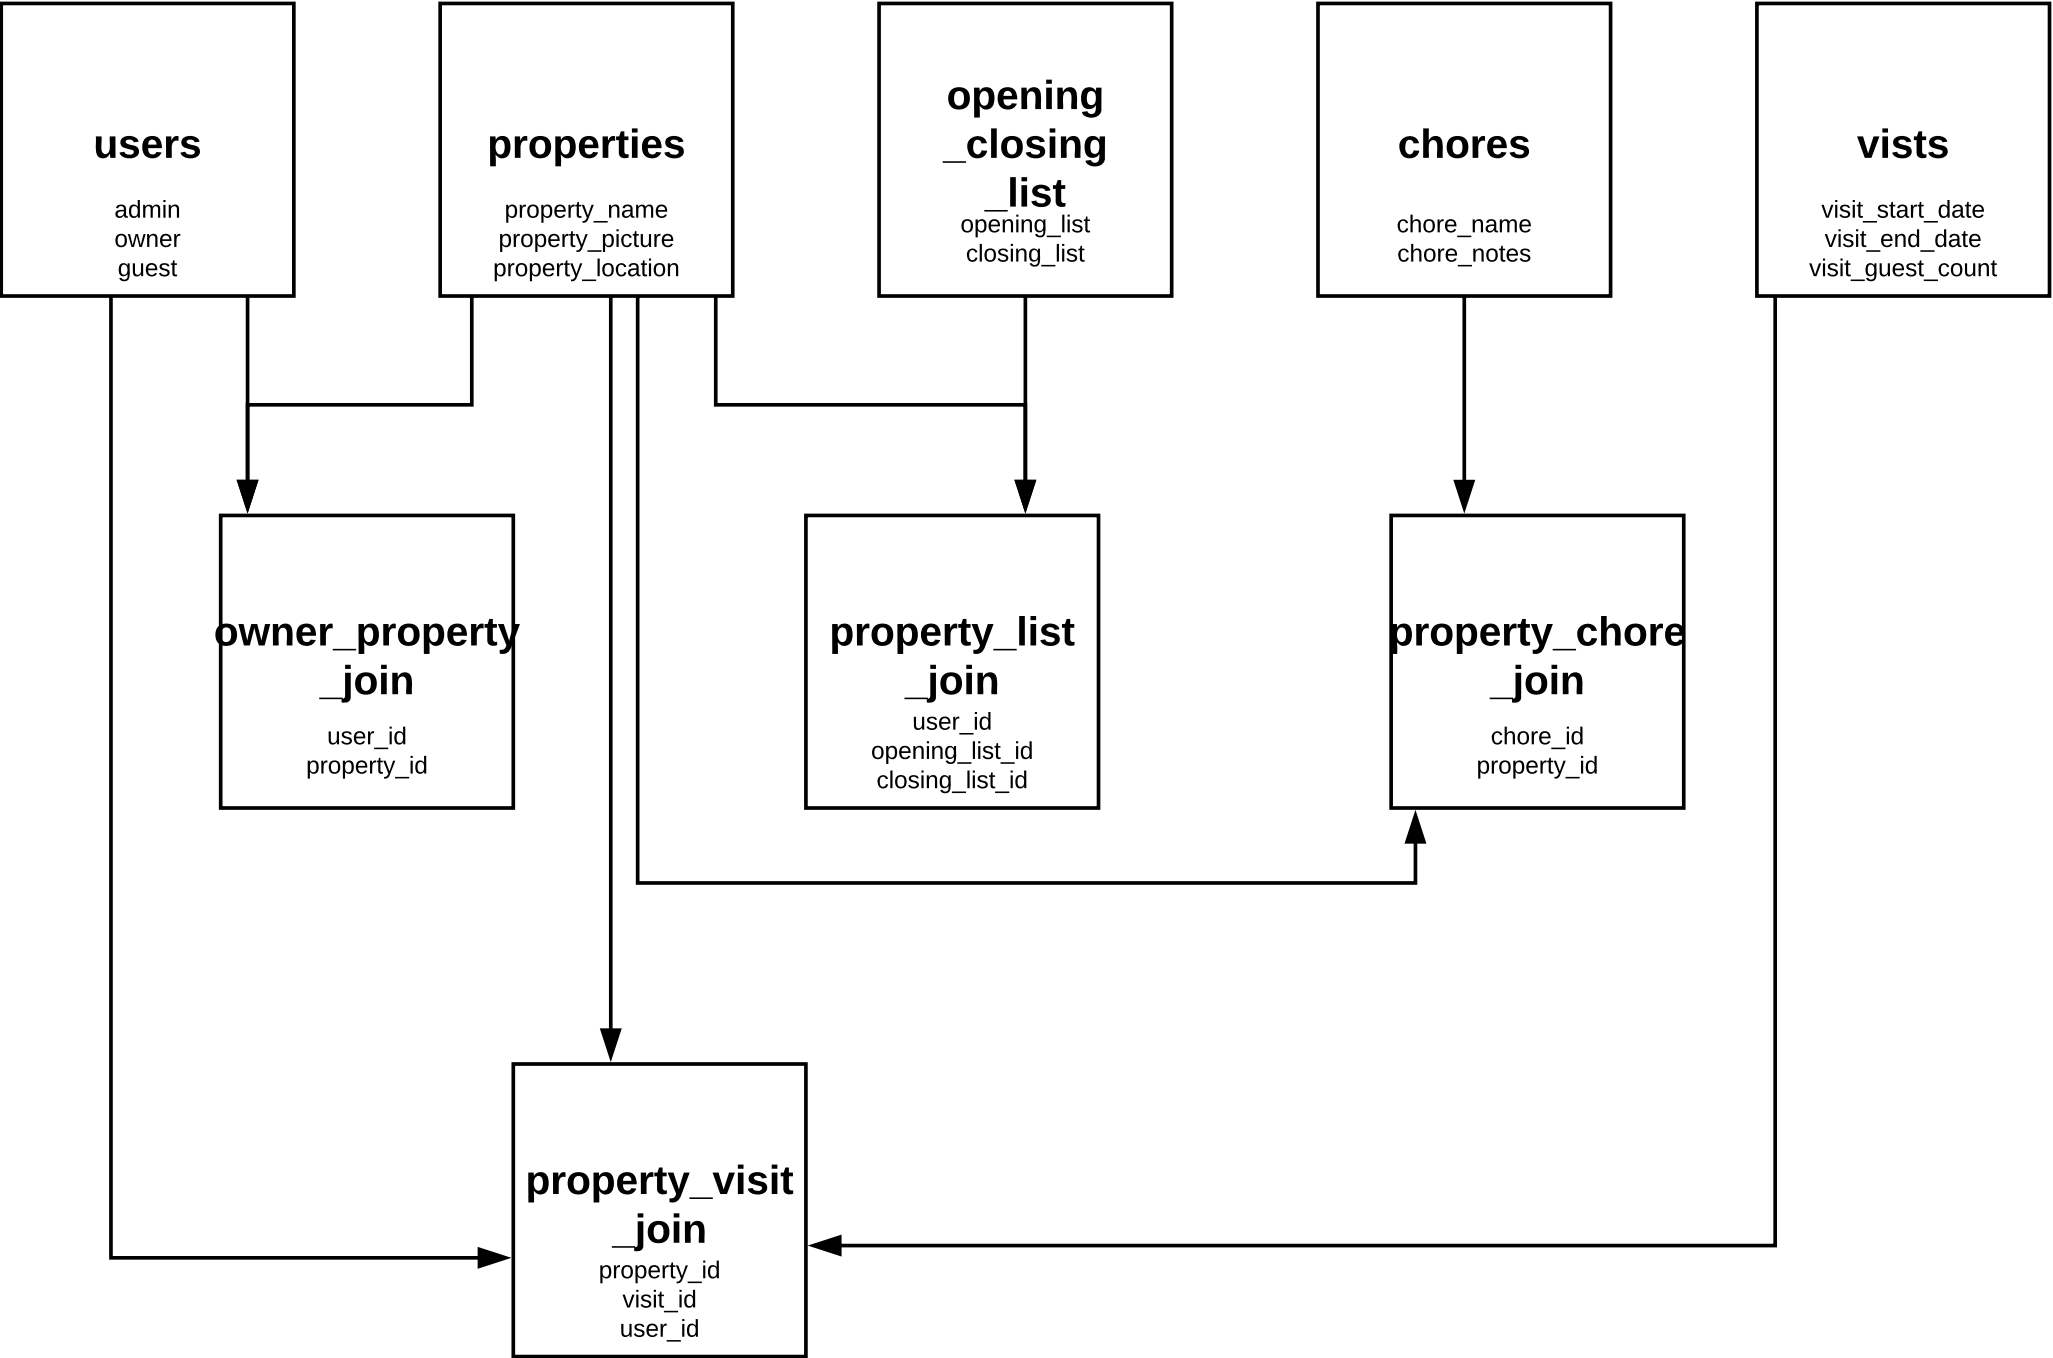 users
admin
owner
guest
properties
property_name
property_picture
property_location
opening
_closing
_list
opening_list
closing_list
chores
chore_name
chore_notes
vists
visit_start_date
visit_end_date
visit_guest_count
owner_property
_join
user_id
property_id
property_list
_join
user_id
opening_list_id
closing_list_id
property_chore
_join
chore_id
property_id
property_visit
_join
property_id
visit_id
user_id